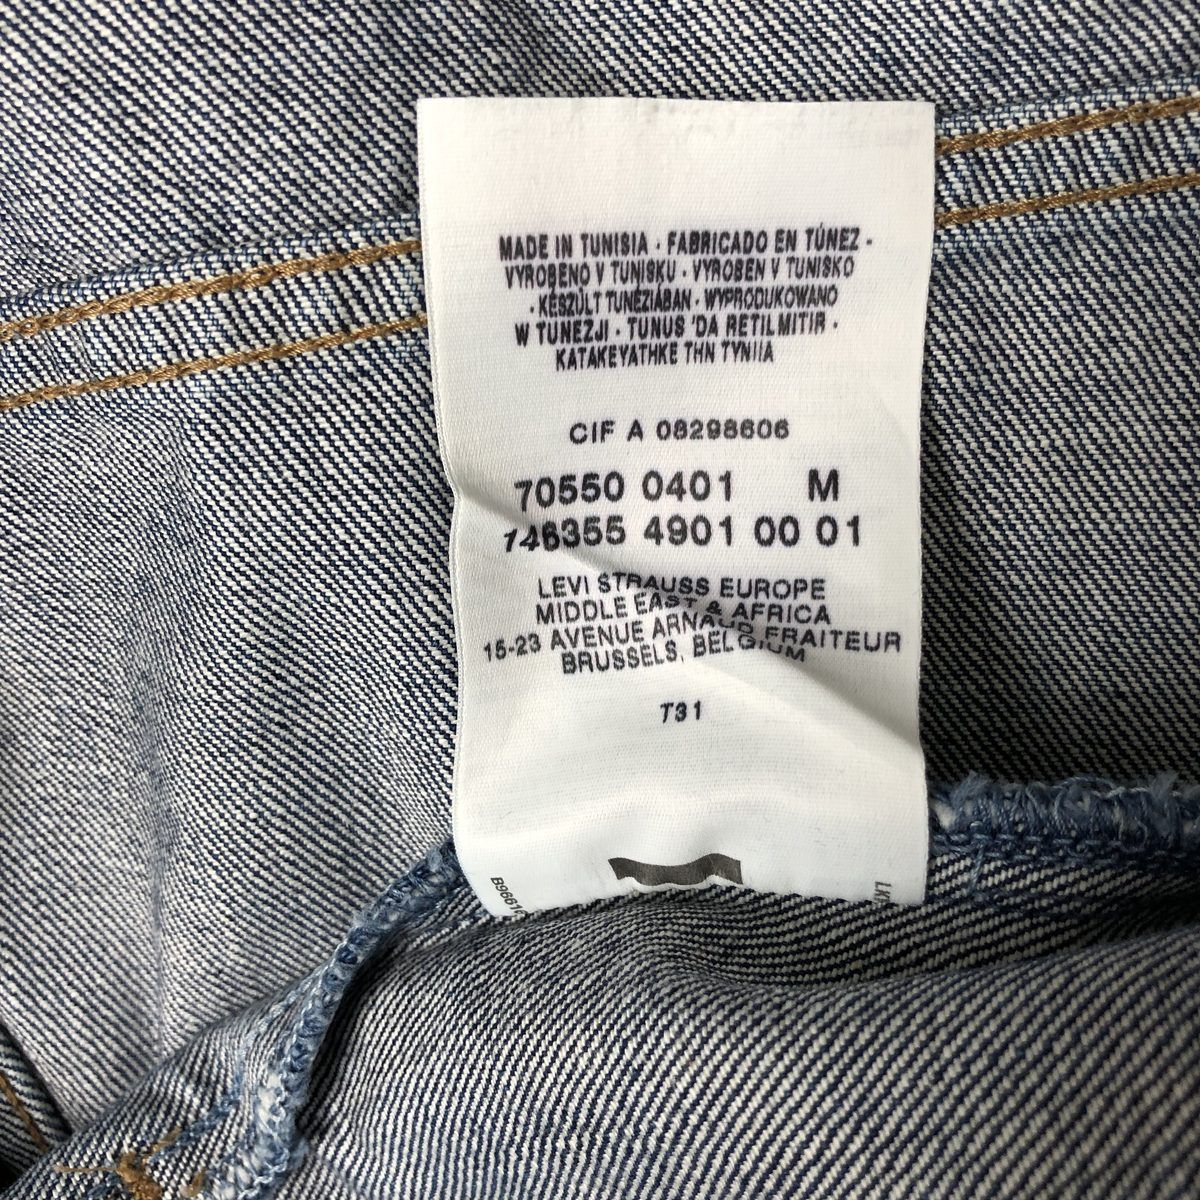 MADE IN TUNISIA · FABRICADO EN TÚNEZ ·
VYROBENO V TUNISKU · VYROBEN V TUNISKO
· KÉSZÜLT TUNÉZIÁBAN · WYPRODUKOWANO
W TUNEZJI · TUNUS 'DA RETILMITIR ·
KATAKEYATHKE THN TYNIIA
CIF A 08298606
70550 0401 M
146355 4901 00 01
LEVI STRAUSS EUROPE
MIDDLE EAST & AFRICA
15-23 AVENUE ARNAUD FRAITEUR
BRUSSELS, BELGIUM
T31